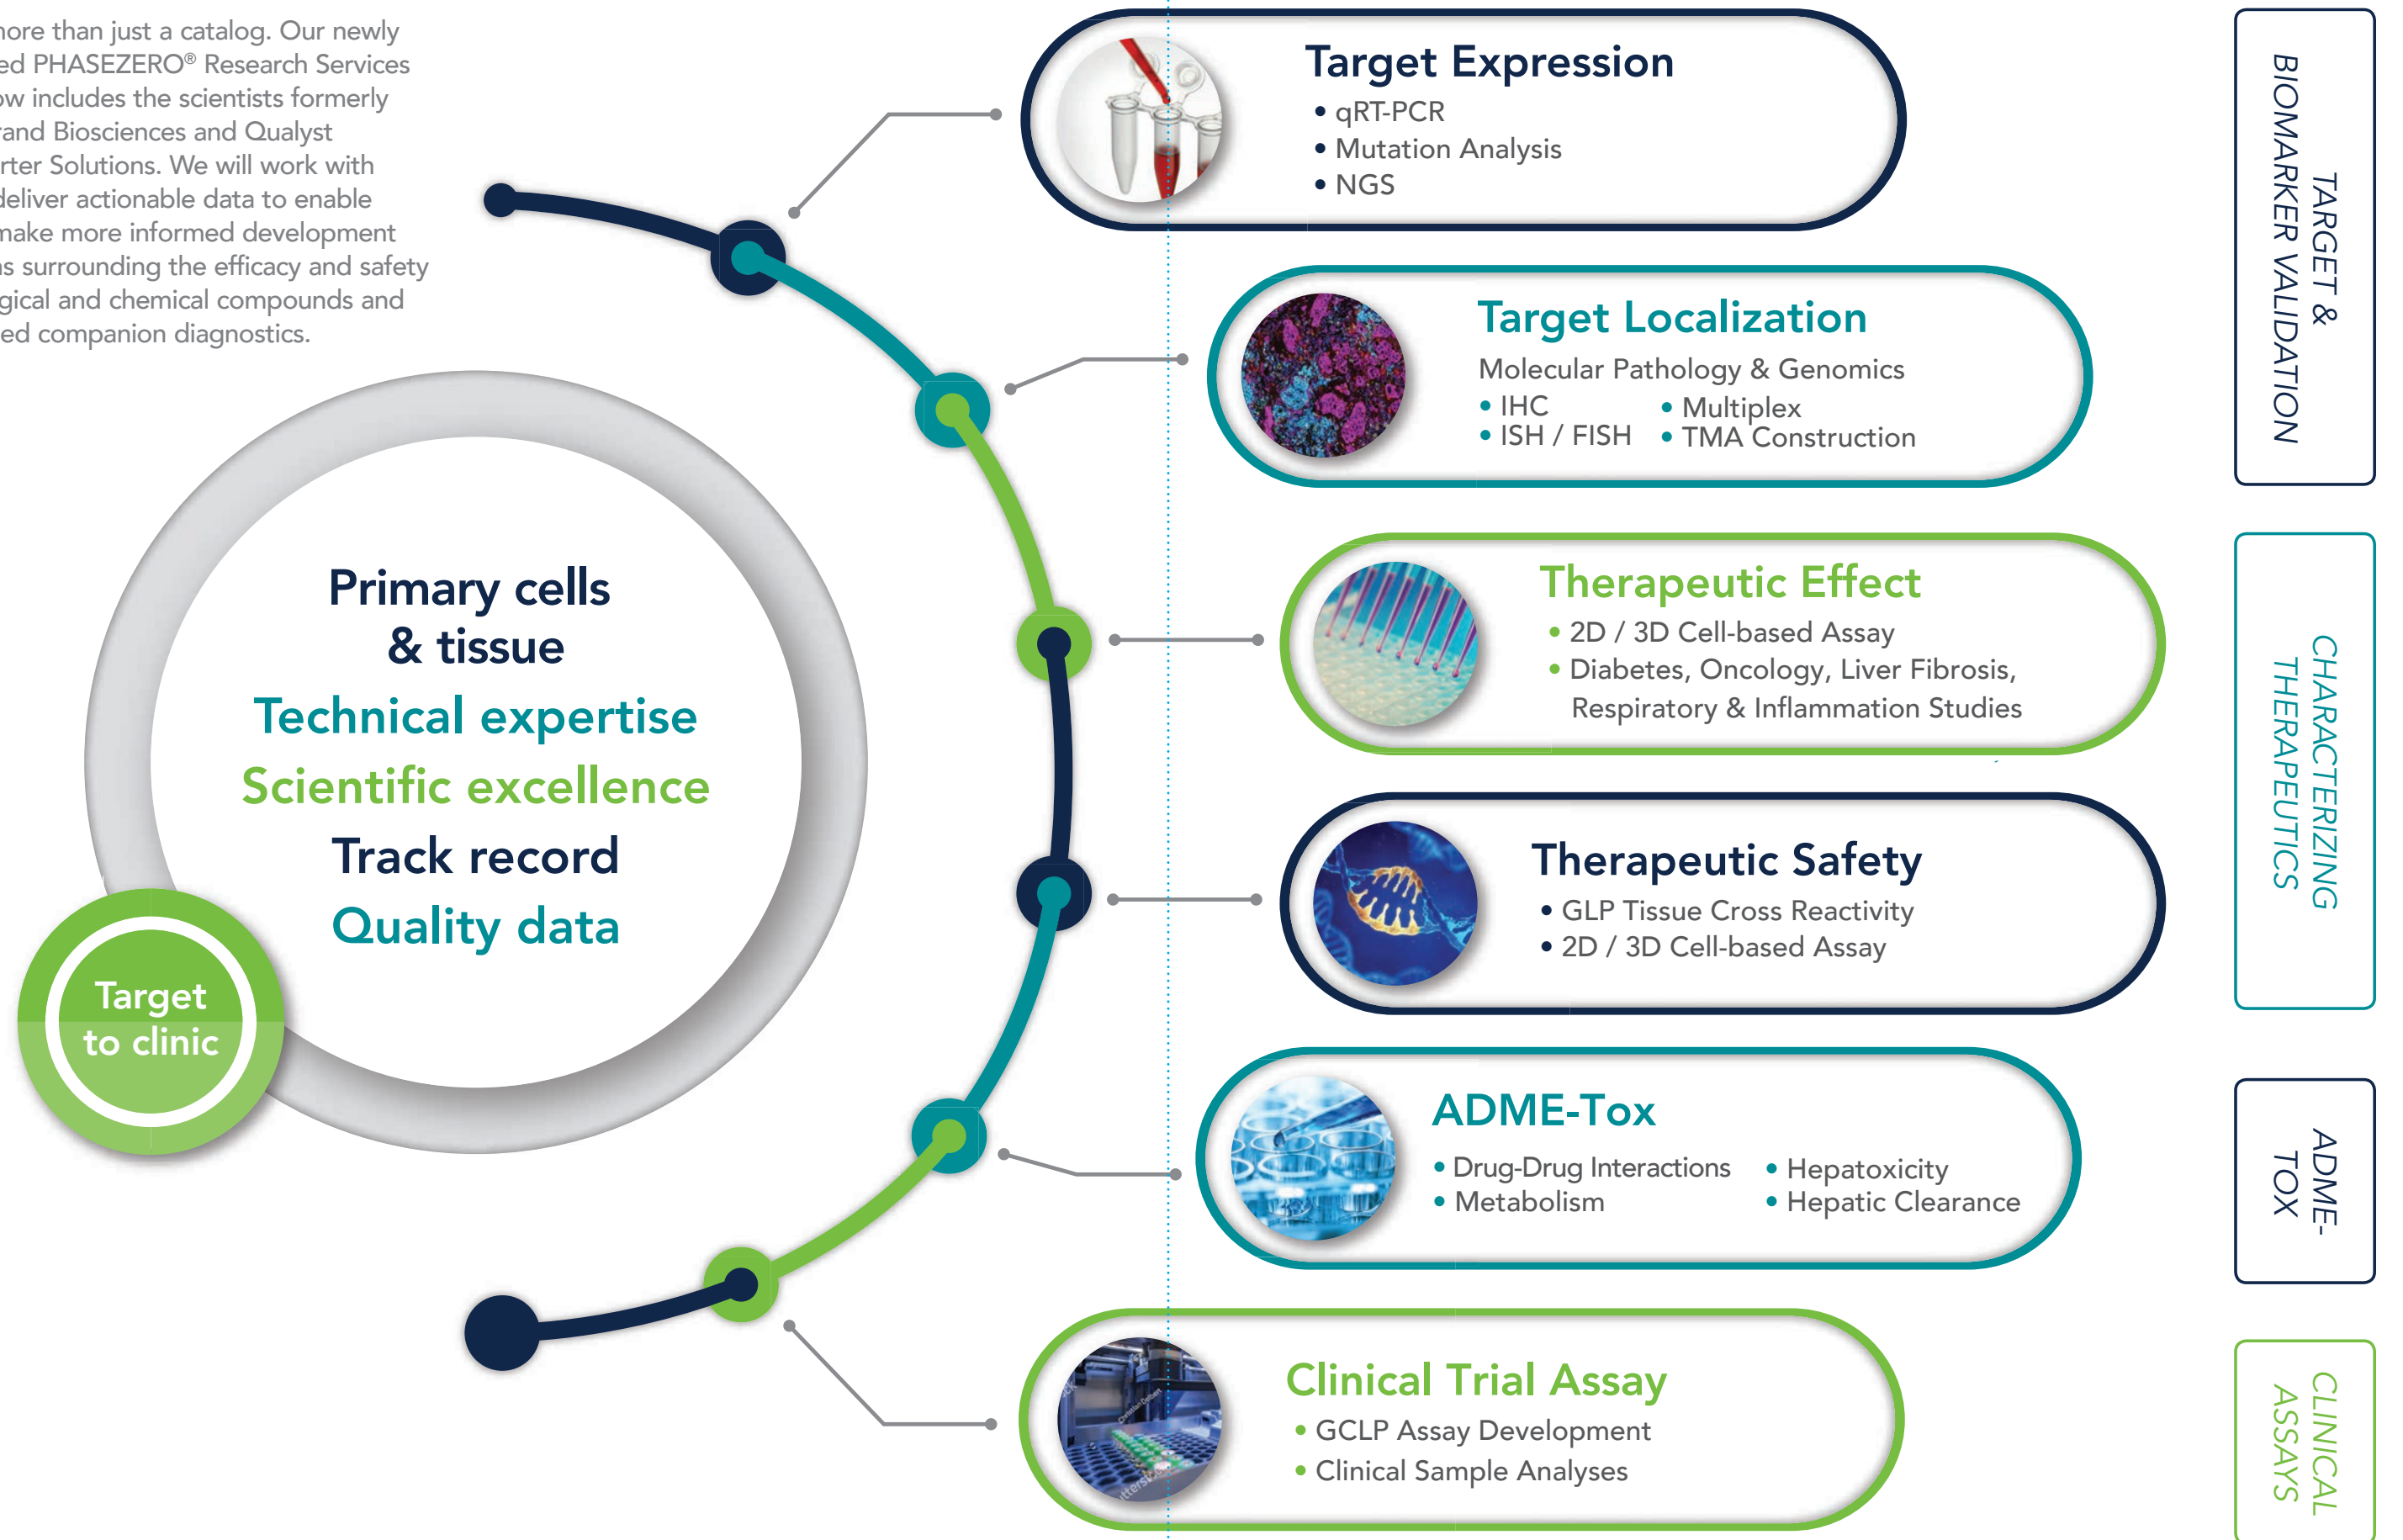 more than just a catalog. Our newly
ed PHASEZERO® Research Services
ow includes the scientists formerly
rand Biosciences and Qualyst
rter Solutions. We will work with
deliver actionable data to enable
make more informed development
ns surrounding the efficacy and safety
gical and chemical compounds and
ed companion diagnostics.
Primary cells
& tissue
Technical expertise
Scientific excellence
Track record
Quality data
Target
to clinic
Target Expression
• qRT-PCR
• Mutation Analysis
• NGS
Target Localization
Molecular Pathology & Genomics
• IHC
• ISH / FISH
• Multiplex
• TMA Construction
Therapeutic Effect
• 2D / 3D Cell-based Assay
• Diabetes, Oncology, Liver Fibrosis,
Respiratory & Inflammation Studies
Therapeutic Safety
• GLP Tissue Cross Reactivity
• 2D / 3D Cell-based Assay
ADME-Tox
• Drug-Drug Interactions
• Metabolism
• Hepatoxicity
• Hepatic Clearance
Clinical Trial Assay
• GCLP Assay Development
• Clinical Sample Analyses
TARGET &
BIOMARKER VALIDATION
CHARACTERIZING
THERAPEUTICS
ADME-
TOX
CLINICAL
ASSAYS